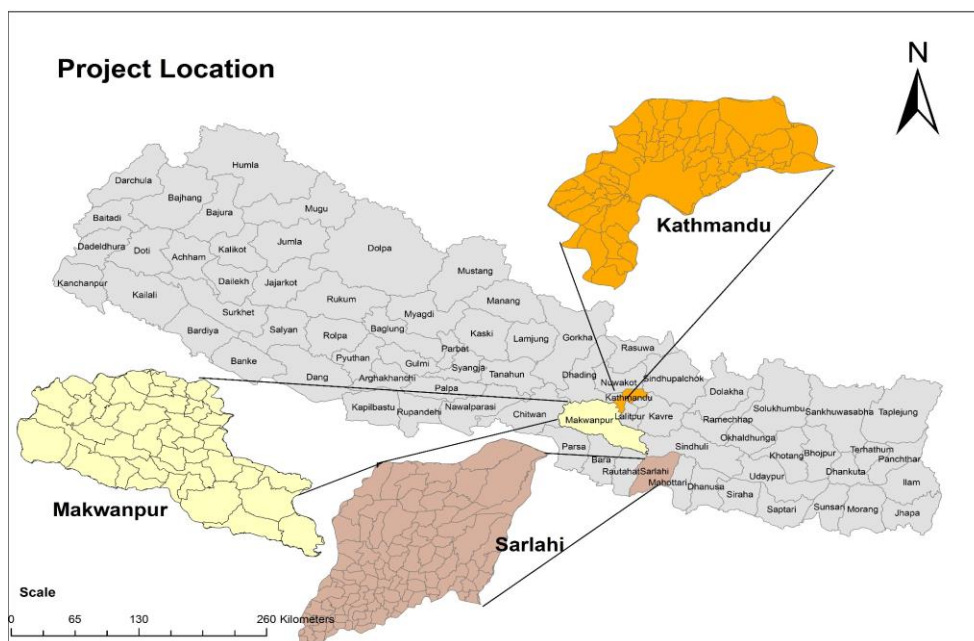 Project Location
N
Kathmandu
Humla
Darchula
Bajhang
Mugu
Baitadi
Bajura
Dadeldhura
Doti
Kalikot
Jumla
Dolpa
Achham
Mustang
Kanchanpur
Dailekh
Jajarkot
Kailali
Rukum
Manang
Surkhet
Myagdi
Bardiya
Salyan
Rolpa
Baglung
Kaski
Lamjung
Gorkha
Parbat
Rasuwa
Banke
Pyuthan
Gulmi
Syangja
Tanahun
Dhading
Sindhupalchok
Dang
Arghakhanchi
Nuwakot
Dolakha
Palpa
Kathmandu
Solukhumbu
Sankhuwasabha
Taplejung
Kapilbastu
Rupandehi
Nawalparasi
Chitwan
Makwanpur
Lalitpur
Kavre
Ramechhap
Okhaldhunga
Parsa
Sindhuli
Khotang
Bhojpur
Terhathum
Bara
Panchthar
Rautahat
Sarlahi
Dhankuta
Mahottari
Udaypur
Ilam
Dhanusa
Siraha
Saptari
Sunsari
Morang
Jhapa
Makwanpur
Sarlahi
Scale
0 65 130 260 Kilometers